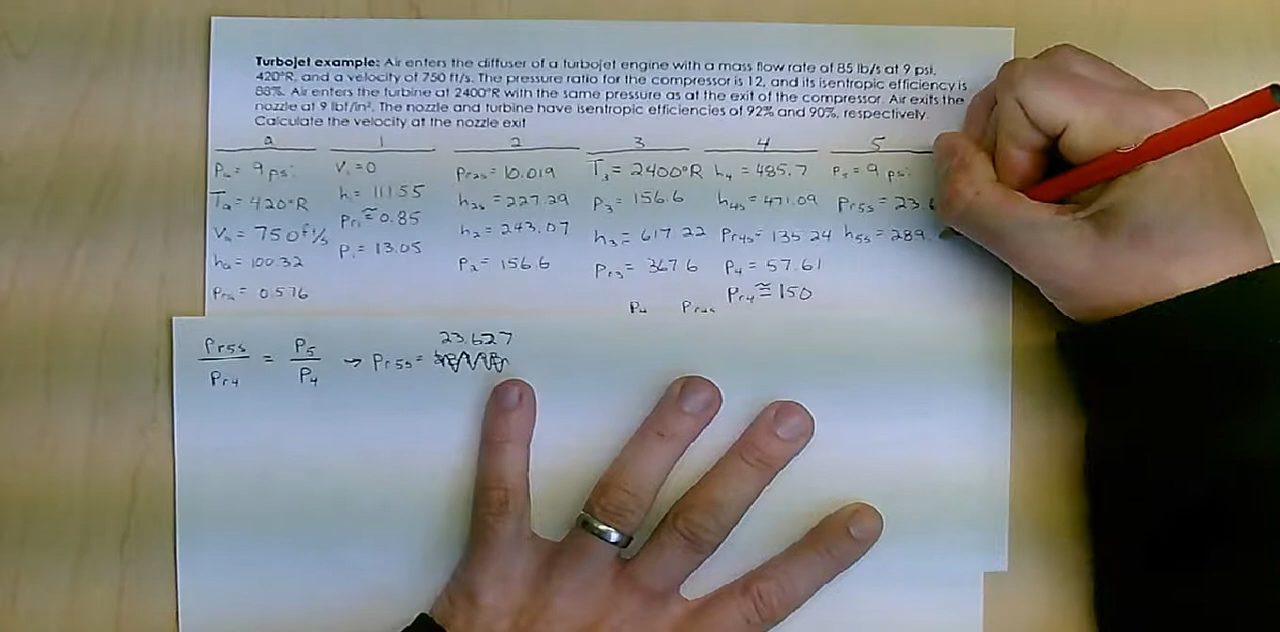 Turbojet example: Air enters the diffuser of a turbojet engine with a mass flow rate of 85 lb/s at 9 psi,
420°R, and a velocity of 750 ft/s. The pressure ratio for the compressor is 12, and its isentropic efficiency is
88%. Air enters the turbine at 2400°R with the same pressure as at the exit of the compressor. Air exits the
nozzle at 9 lbf/in². The nozzle and turbine have isentropic efficiencies of 92% and 90%, respectively.
Calculate the velocity at the nozzle exit
a 1 2 3 4 5
Pa = 9 psi V1 = 0 Pr2s = 10.019 T3 = 2400°R h4 = 485.7 P5 = 9 psi
Ta = 420°R h1 = 111.55 h2s = 227.29 P3 = 156.6 h4s = 471.09 Pr5s = 23.6
Va = 750 ft/s Pr1 ≅ 0.85 h2 = 243.07 h3 = 617.22 Pr4s = 135.24 h5s = 289.
ha = 100.32 P1 = 13.05 P2 = 156.6 Pr3 = 367.6 P4 = 57.61
Pra = 0.576 Pr4 ≅ 150
P4 Pr4s
23.627
Pr5s / Pr4 = P5 / P4 → Pr5s =